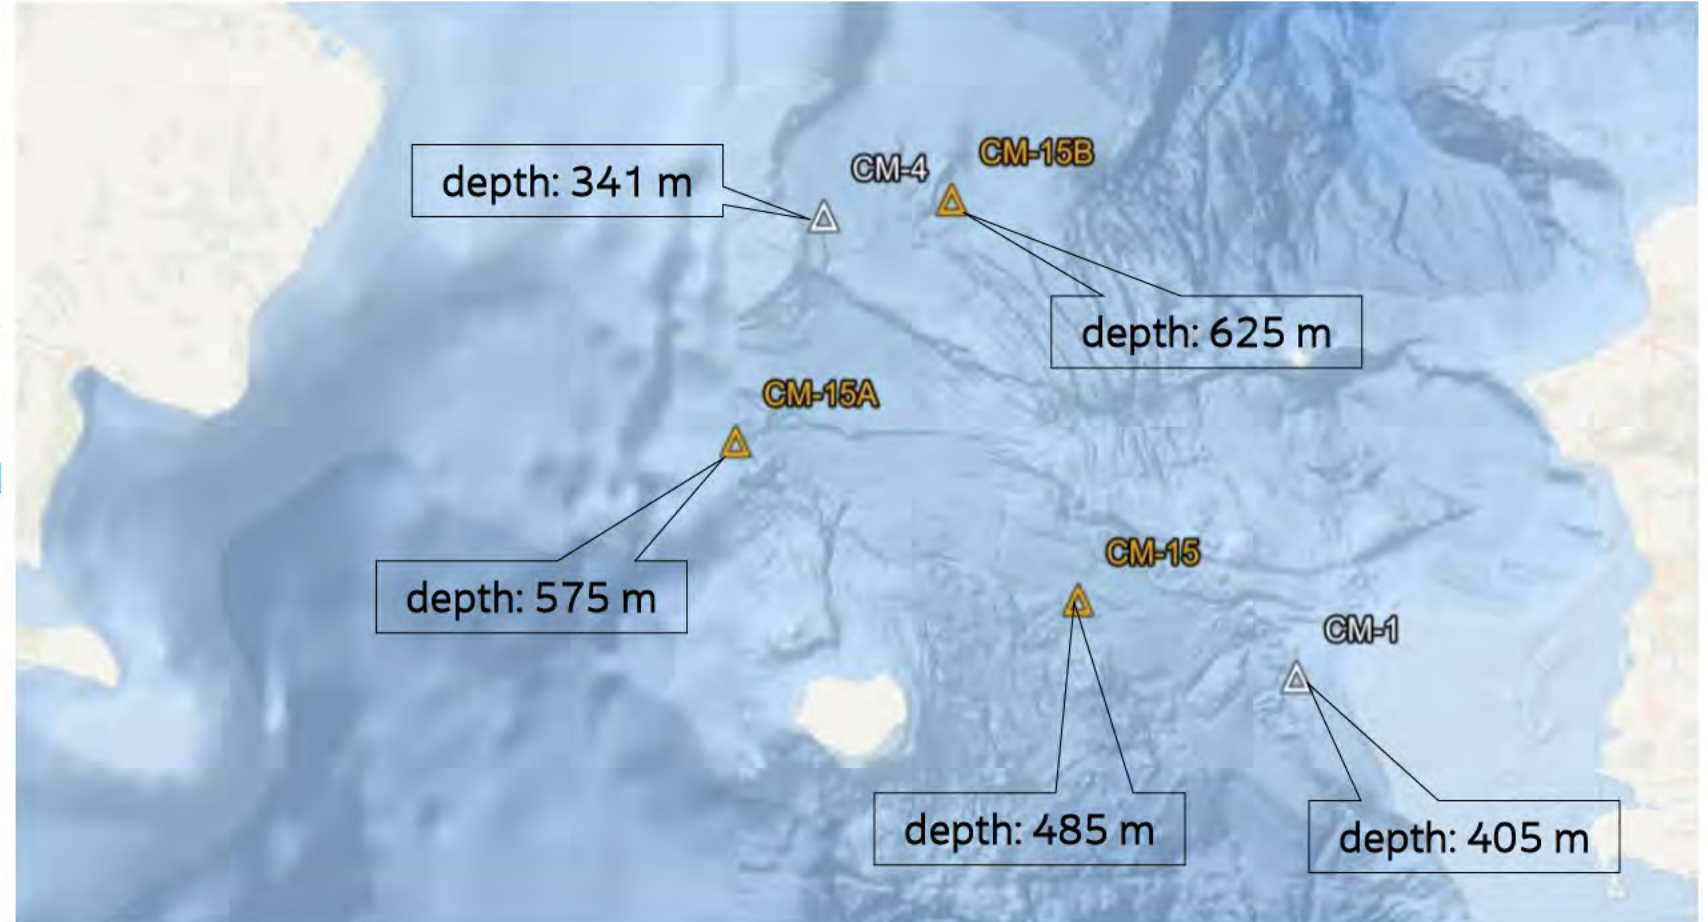 CM-15B
CM-4
depth: 341 m
depth: 625 m
CM-15A
CM-15
depth: 575 m
CM-1
depth: 485 m
depth: 405 m